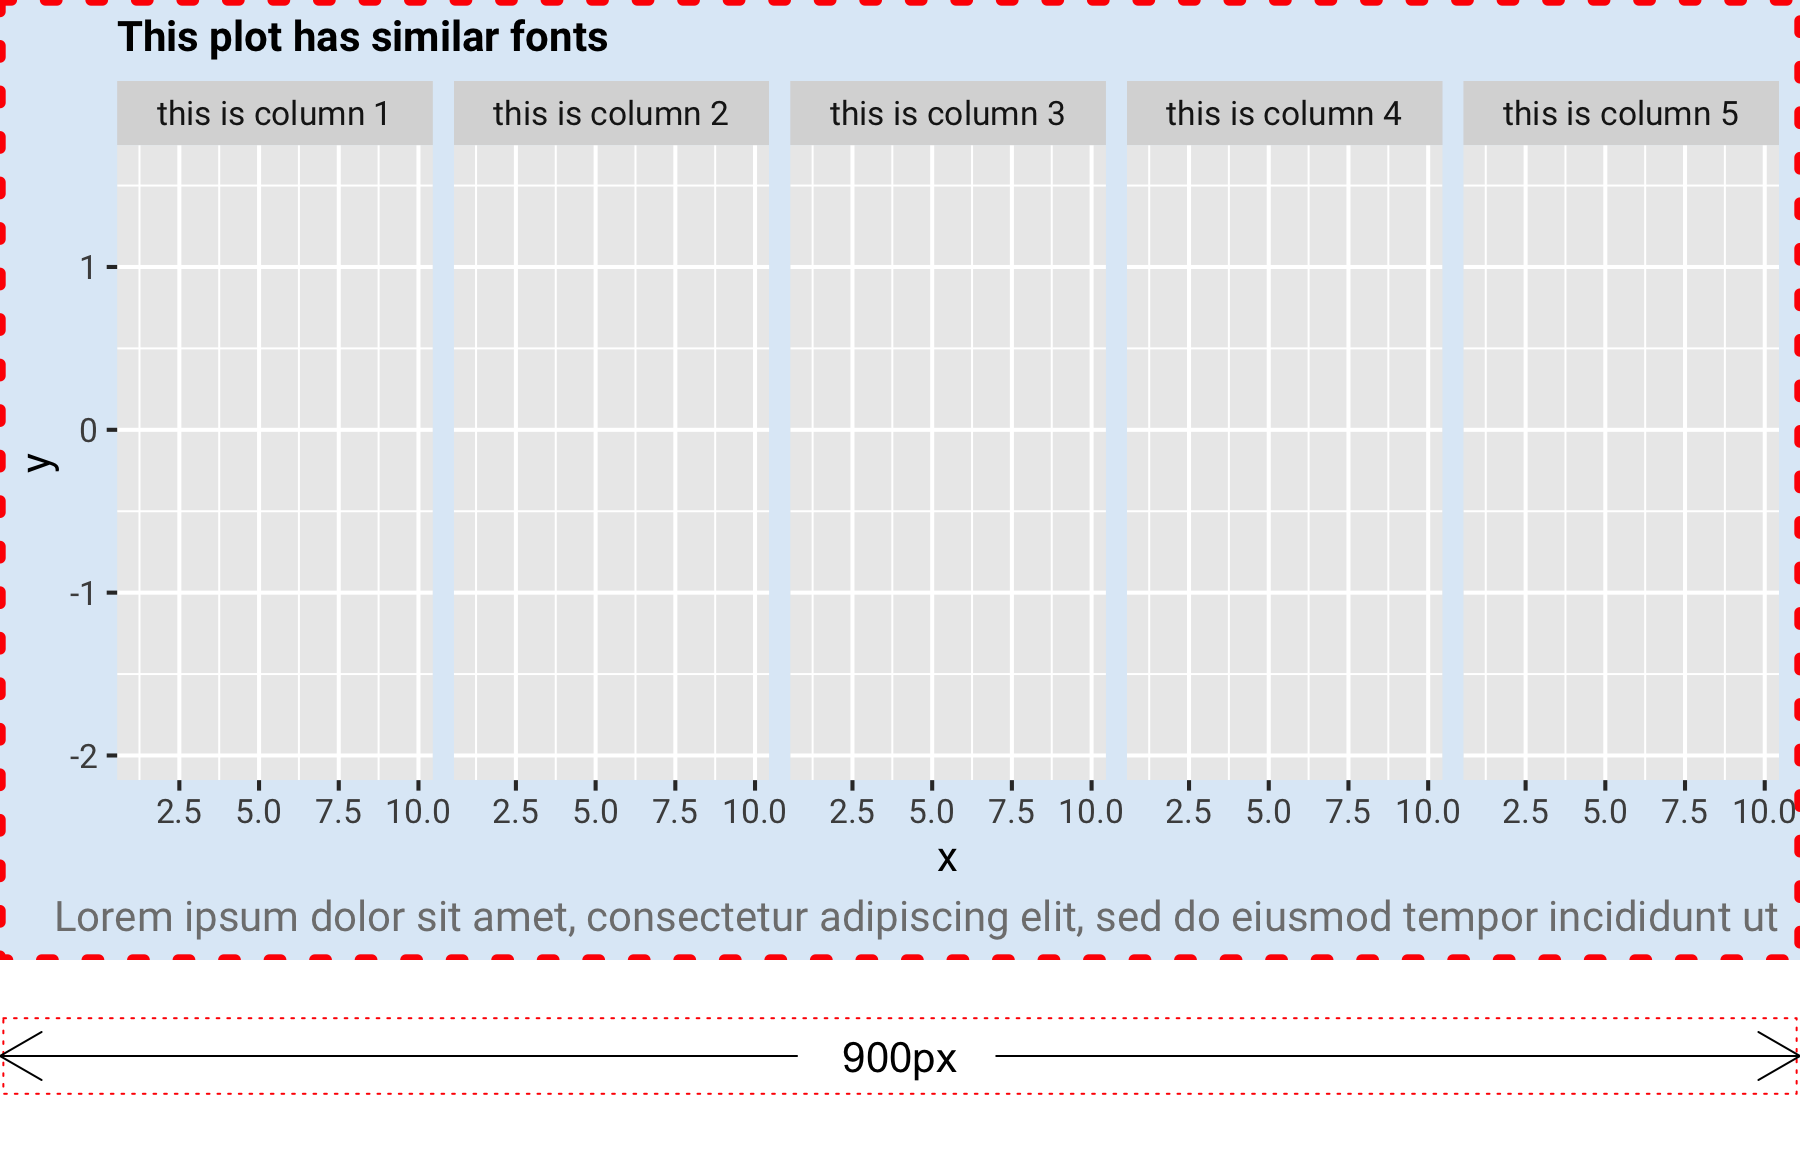 This plot has similar fonts
this is column 1 this is column 2 this is column 3 this is column 4 this is column 5
1
0
y
-1
-2
2.5 5.0 7.5 10.0 2.5 5.0 7.5 10.0 2.5 5.0 7.5 10.0 2.5 5.0 7.5 10.0 2.5 5.0 7.5 10.0
x
Lorem ipsum dolor sit amet, consectetur adipiscing elit, sed do eiusmod tempor incididunt ut
900px